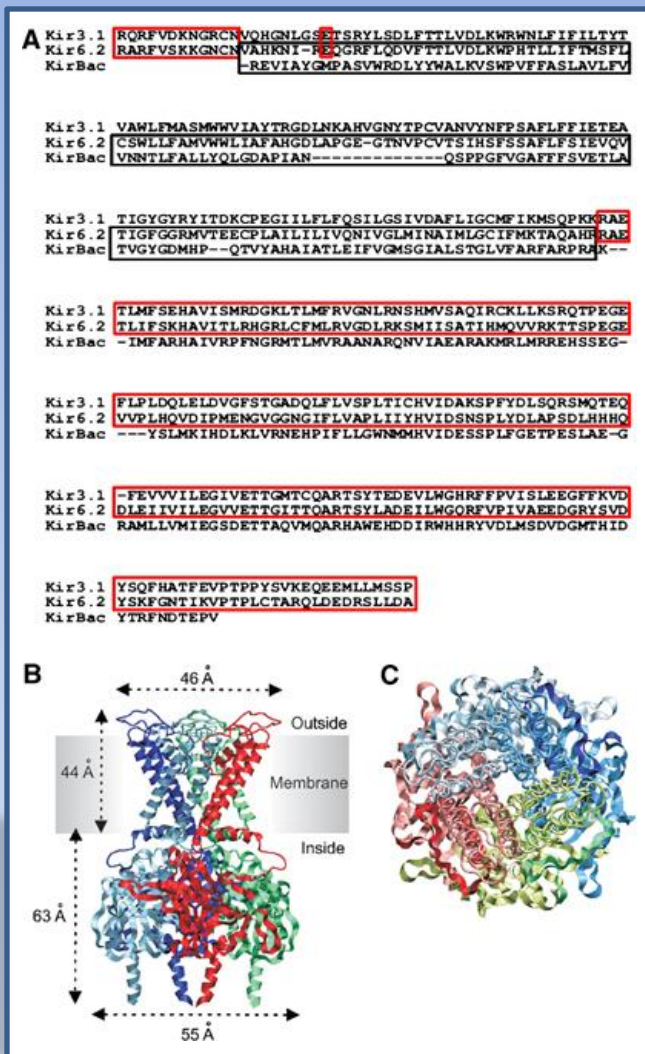 A
Kir3.1 RQRFVDKNGRCNVQHGNLGSETSRYLSDLFTTLVDLKWRWNLFIFILTYT
Kir6.2 RARFVSKKGNCNVAHKNI-REQGRFLQDVFTTLVDLKWPHTLLIFTMSFL
KirBac -REVIAYGMPASVWRDLYYWALKVSWPVFFASLAVLFV
Kir3.1 VAWLFMASMWWVIAYTRGDLNKAHVGNYTPCVANVYNFPSAFLFFIETEA
Kir6.2 CSWLLFAMVWWLIAFAHGDLAPGEG-TNVPCVTSIHSFSSAFLFSIEVQV
KirBac VNNTLFALLYQLGDAPIAN---------------QSPPGFVGAFFFSVETLA
Kir3.1 TIGYGYRYITDKCPEGIILFLFQSILGSIVDAFLIGCMFIKMSQPKKRAE
Kir6.2 TIGFGGRMVTEECPLAILILIVQNIVGLMINAIMLGCIFMKTAQAHRRAE
KirBac TVGYGDMHP--QTVYAHAIATLEIFVGMSGIALSTGLVFARFARPRAK--
Kir3.1 TLMFSEHAVISMRDGKLTLMFRVGNLRNSHMVSAQIRCKLLKSRQTPEGE
Kir6.2 TLIFSKHAVITLRHGRLCFMLRVGDLRKSMIISATIHMQVVRKTTSPEGE
KirBac -IMFARHAIVRPFNGRMTLMVRAANARQNVIAEARAKMRLMRREHSSEG-
Kir3.1 FLPLDQLELDVGFSTGADQLFLVSPLTICHVIDAKSPFYDLSQRSMQTEQ
Kir6.2 VVPLHQVDIPMENGVGGNGIFLVAPLIIYHVIDSNSPLYDLAPSDLHHHQ
KirBac ---YSLMKIHDLKLVRNEHPIFLLGWNMMHVIDESSPLFGETPESLAE-G
Kir3.1 -FEVVVILEGIVETTGMTCQARTSYTEDEVLWGHRFFPVISLEEGFFKVD
Kir6.2 DLEIIVILEGVVETTGITTQARTSYLADEILWGQRFVPIVAEEDGRYSVD
KirBac RAMLLVMIEGSDETTAQVMQARHAWEHDDIRWHHRYVDLMSDVDGMTHID
Kir3.1 YSQFHATFEVPTPPYSVKEQEEMLLMSSP
Kir6.2 YSKFGNTIKVPTPLCTARQLDEDRSLLDA
KirBac YTRFNDTEPV
B
46 Å
Outside
44 Å
Membrane
Inside
63 Å
55 Å
C